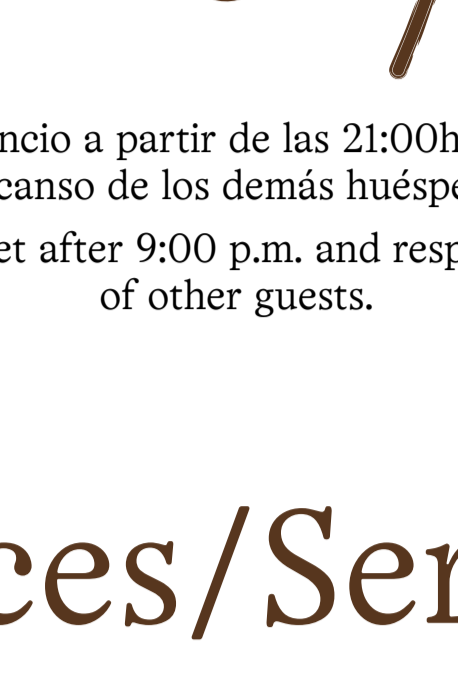 ncio a partir de las 21:00h
canso de los demás huéspe
et after 9:00 p.m. and resp
of other guests.
ces/Ser